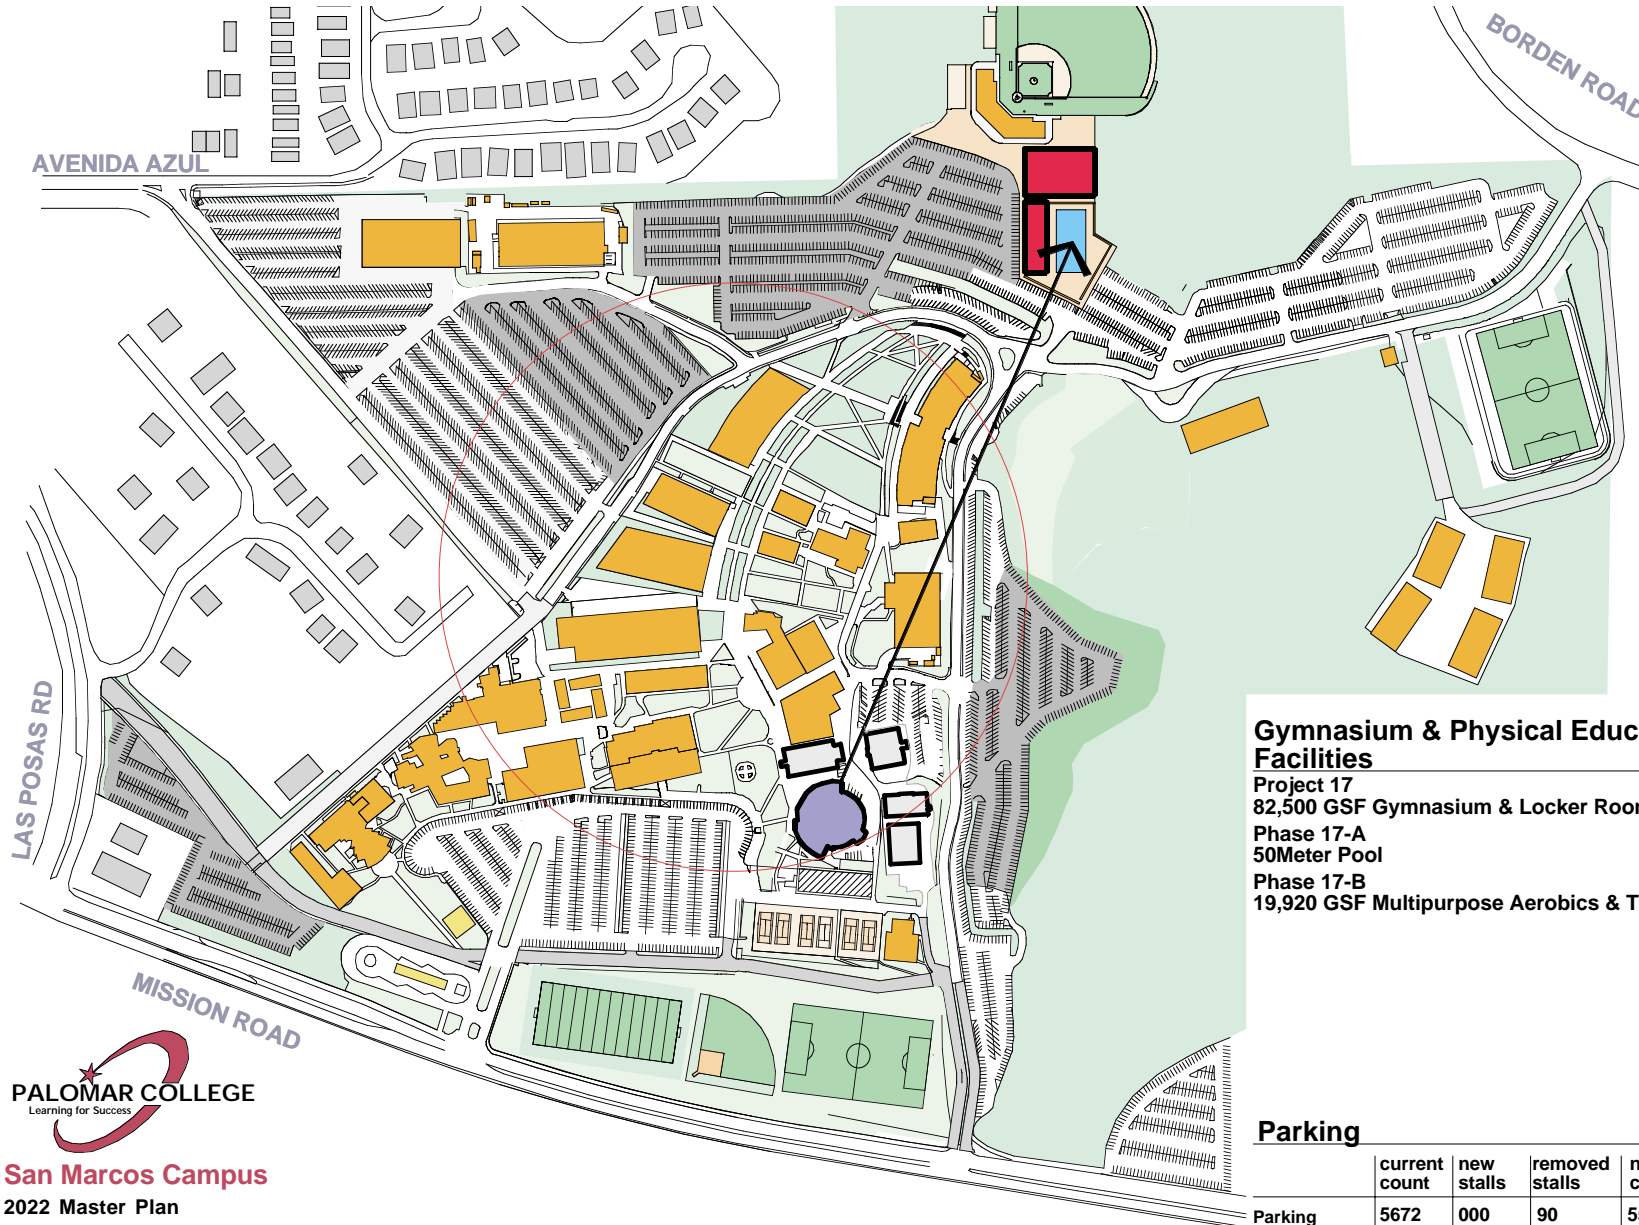 BORDEN ROAD
AVENIDA AZUL
LAS POSAS RD
MISSION ROAD
Gymnasium & Physical Educ
Facilities
Project 17
82,500 GSF Gymnasium & Locker Roo
Phase 17-A
50Meter Pool
Phase 17-B
19,920 GSF Multipurpose Aerobics & T
PALOMAR COLLEGE
Learning for Success
San Marcos Campus
2022 Master Plan
Parking
current new removed
count stalls stalls
Parking 5672 000 90